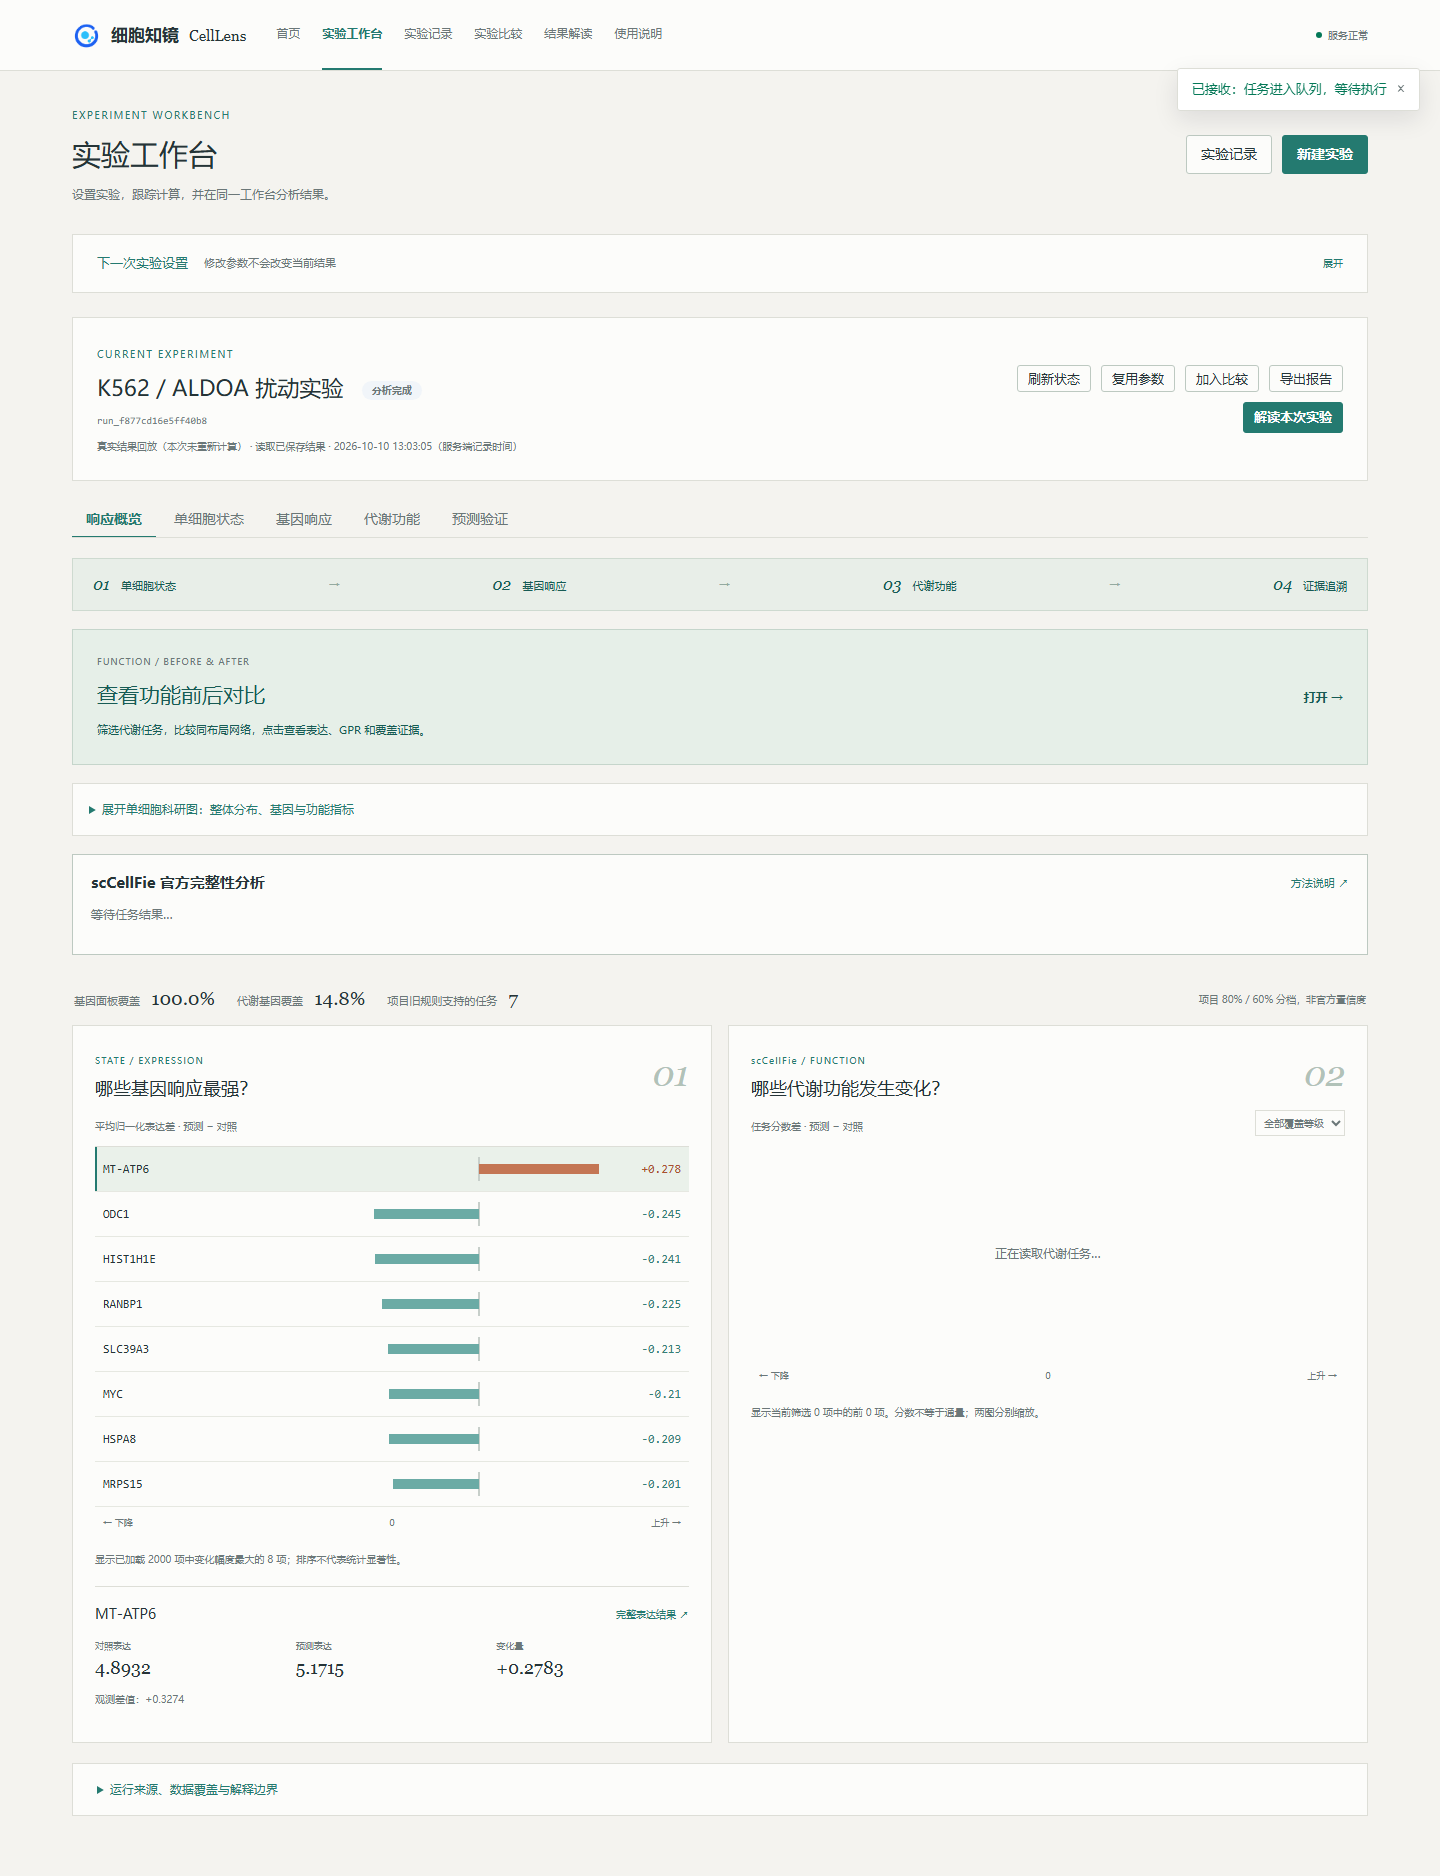 细胞知镜 CellLens 首页 实验工作台 实验记录 实验比较 结果解读 使用说明 服务正常
已接收：任务进入队列，等待执行 ×
EXPERIMENT WORKBENCH
实验工作台
实验记录 新建实验
设置实验，跟踪计算，并在同一工作台分析结果。
下一次实验设置 修改参数不会改变当前结果 展开
CURRENT EXPERIMENT
K562 / ALDOA 扰动实验 分析完成
刷新状态 复用参数 加入比较 导出报告
解读本次实验
run_f877cd16e5ff40b8
真实结果回放（本次未重新计算） · 读取已保存结果 · 2026-10-10 13:03:05（服务端记录时间）
响应概览 单细胞状态 基因响应 代谢功能 预测验证
01 单细胞状态 → 02 基因响应 → 03 代谢功能 → 04 证据追溯
FUNCTION / BEFORE & AFTER
查看功能前后对比
打开 →
筛选代谢任务，比较同布局网络，点击查看表达、GPR 和覆盖证据。
▶ 展开单细胞科研图：整体分布、基因与功能指标
scCellFie 官方完整性分析
方法说明 ↗
等待任务结果…
基因面板覆盖 100.0% 代谢基因覆盖 14.8% 项目旧规则支持的任务 7
项目 80% / 60% 分档，非官方置信度
STATE / EXPRESSION
哪些基因响应最强？
01
平均归一化表达差 · 预测 − 对照
MT-ATP6 +0.278
ODC1 -0.245
HIST1H1E -0.241
RANBP1 -0.225
SLC39A3 -0.213
MYC -0.21
HSPA8 -0.209
MRPS15 -0.201
← 下降 0 上升 →
显示已加载 2000 项中变化幅度最大的 8 项；排序不代表统计显著性。
MT-ATP6 完整表达结果 ↗
对照表达 预测表达 变化量
4.8932 5.1715 +0.2783
观测差值：+0.3274
scCellFie / FUNCTION
哪些代谢功能发生变化？
02
任务分数差 · 预测 − 对照
全部覆盖等级
正在读取代谢任务…
← 下降 0 上升 →
显示当前筛选 0 项中的前 0 项。分数不等于通量；两图分别缩放。
▶ 运行来源、数据覆盖与解释边界